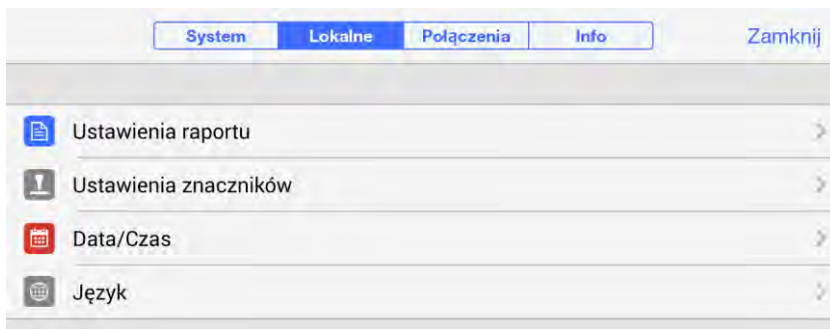 System Lokalne Połączenia Info Zamknij
Ustawienia raportu
Ustawienia znaczników
Data/Czas
Język